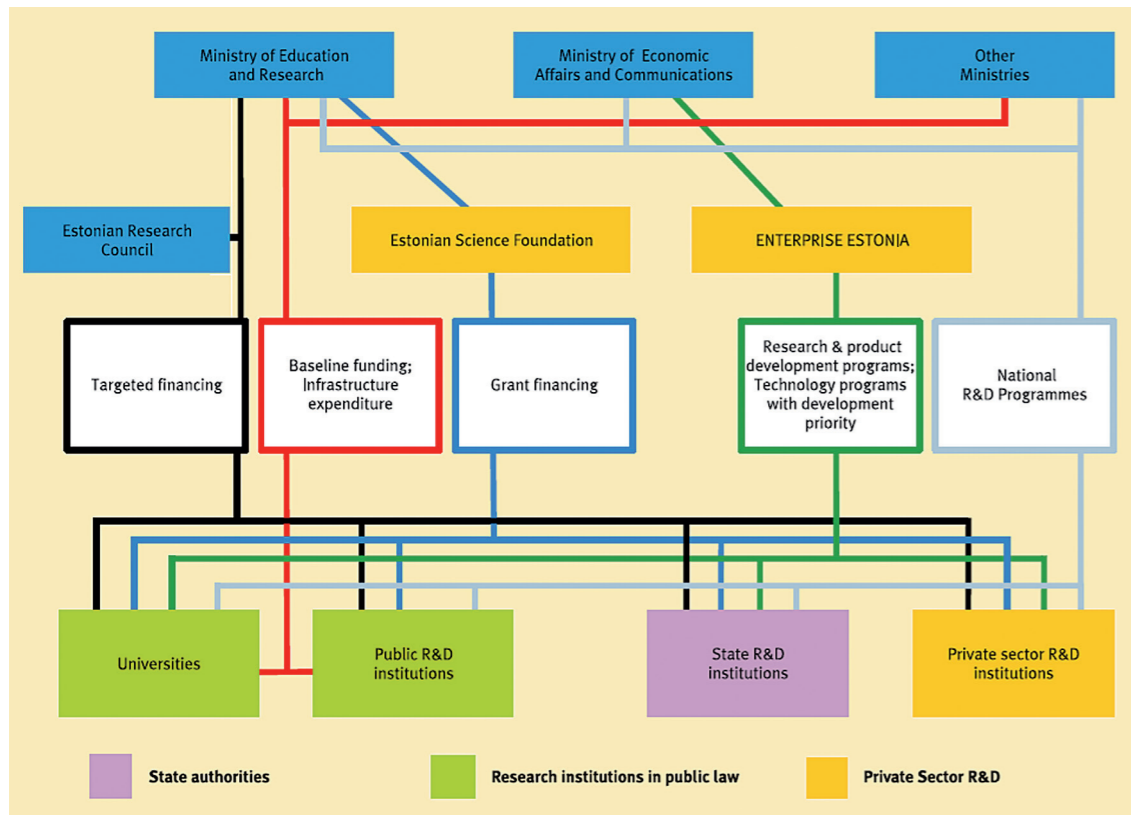 Ministry of Education
and Research
Ministry of Economic
Affairs and Communications
Other
Ministries
Estonian Research
Council
Estonian Science Foundation
ENTERPRISE ESTONIA
Targeted financing
Baseline funding;
Infrastructure
expenditure
Grant financing
Research & product
development programs;
Technology programs
with development
priority
National
R&D Programmes
Universities
Public R&D
institutions
State R&D
institutions
Private sector R&D
institutions
State authorities
Research institutions in public law
Private Sector R&D